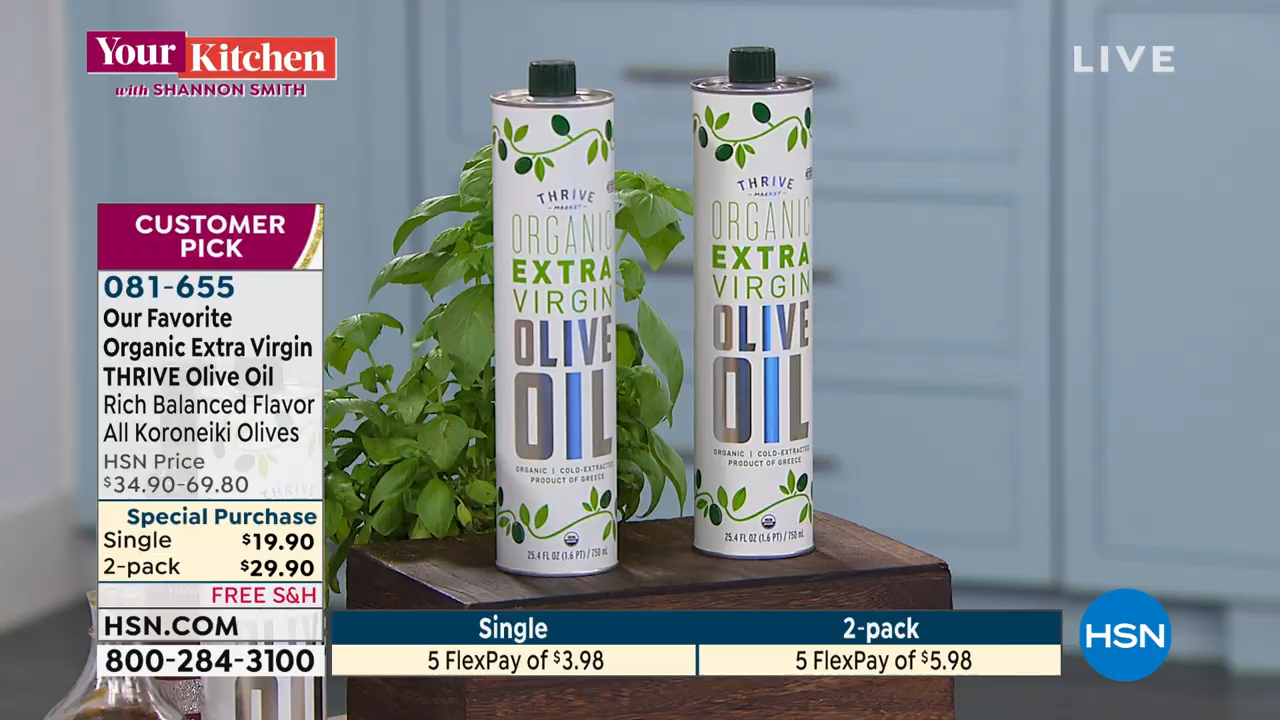 Your Kitchen
with SHANNON SMITH
LIVE
CUSTOMER
PICK
081-655
Our Favorite
Organic Extra Virgin
THRIVE Olive Oil
Rich Balanced Flavor
All Koroneiki Olives
HSN Price
$34.90-69.80
Special Purchase
Single $19.90
2-pack $29.90
FREE S&H
HSN.COM
800-284-3100
THRIVE
MARKET
ORGANIC
EXTRA
VIRGIN
OLIVE
OIL
ORGANIC | COLD-EXTRACTED
PRODUCT OF GREECE
25.4 FL OZ (1.6 PT) / 750 mL
THRIVE
MARKET
ORGANIC
EXTRA
VIRGIN
OLIVE
OIL
ORGANIC | COLD-EXTRACTED
PRODUCT OF GREECE
25.4 FL OZ (1.6 PT) / 750 mL
Single 2-pack
5 FlexPay of $3.98 5 FlexPay of $5.98
HSN